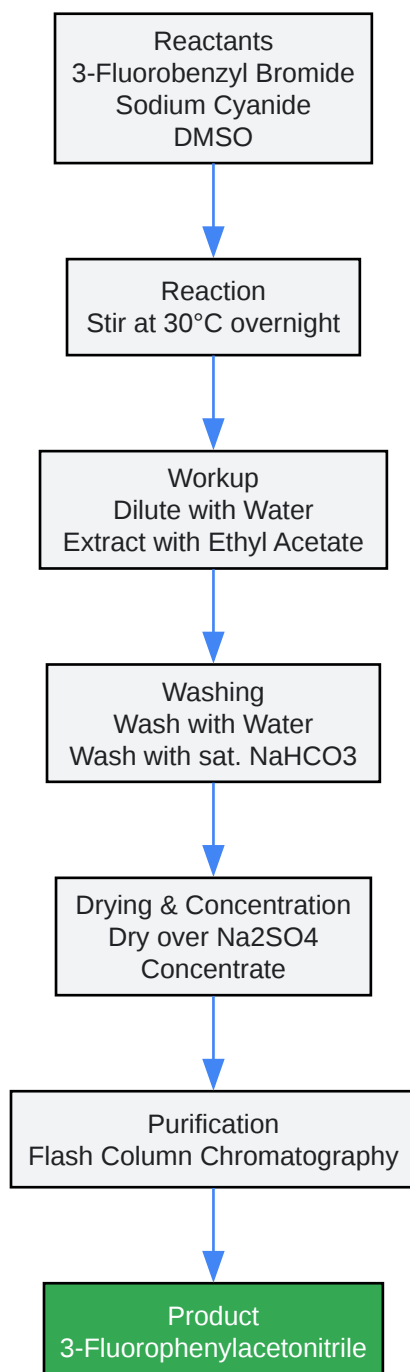 Reactants
3-Fluorobenzyl Bromide
Sodium Cyanide
DMSO
Reaction
Stir at 30°C overnight
Workup
Dilute with Water
Extract with Ethyl Acetate
Washing
Wash with Water
Wash with sat. NaHCO3
Drying & Concentration
Dry over Na2SO4
Concentrate
Purification
Flash Column Chromatography
Product
3-Fluorophenylacetonitrile